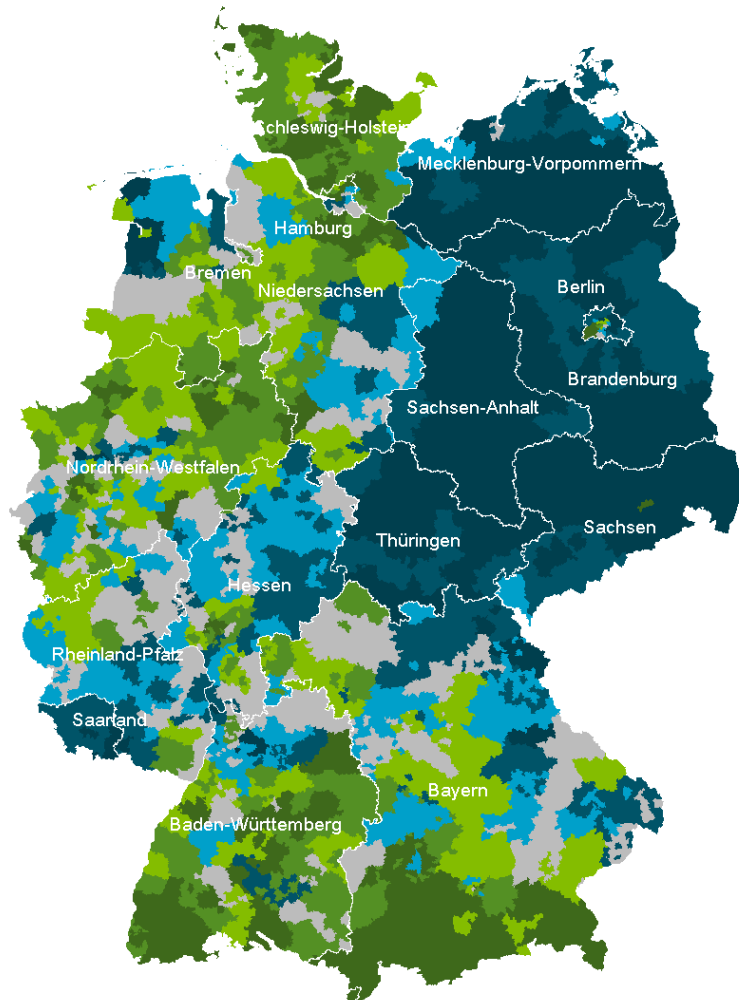 Schleswig-Holstein
Mecklenburg-Vorpommern
Hamburg
Bremen
Niedersachsen
Berlin
Brandenburg
Sachsen-Anhalt
Nordrhein-Westfalen
Sachsen
Thüringen
Hessen
Rheinland-Pfalz
Saarland
Bayern
Baden-Württemberg